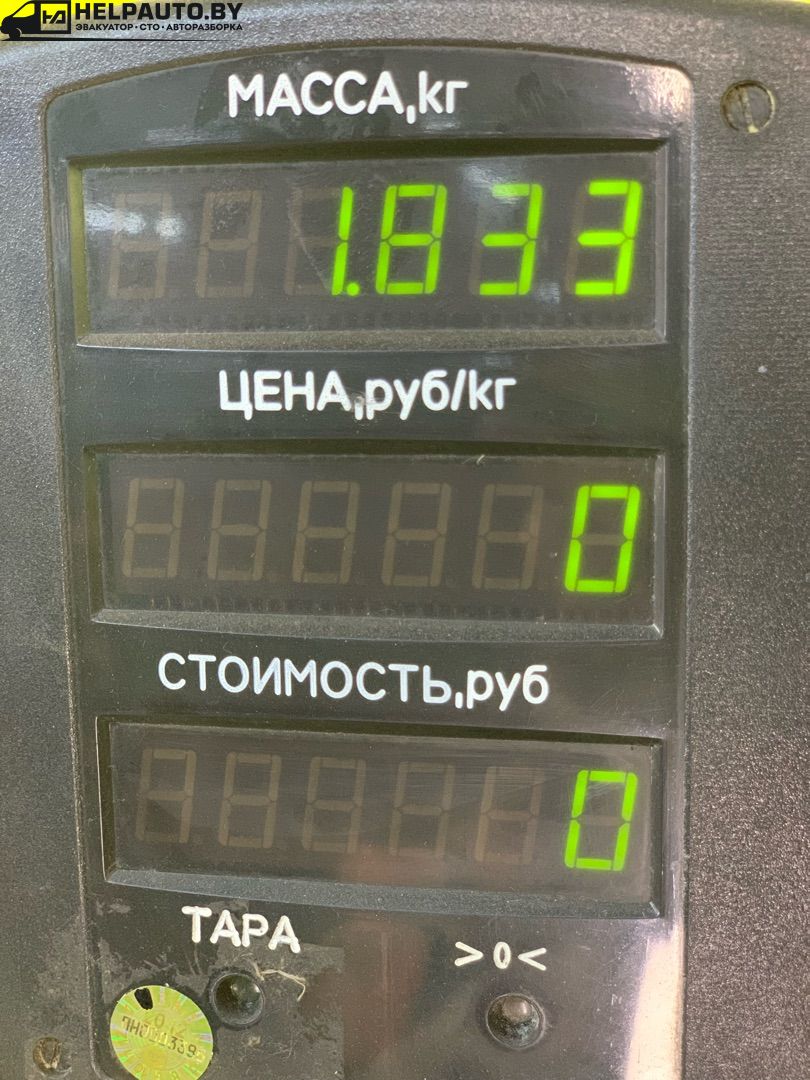 HELPAUTO.BY
ЭВАКУАТОР • СТО • АВТОРАЗБОРКА
МАССА,кг
1.833
ЦЕНА,руб/кг
0
СТОИМОСТЬ,руб
0
ТАРА
>0<